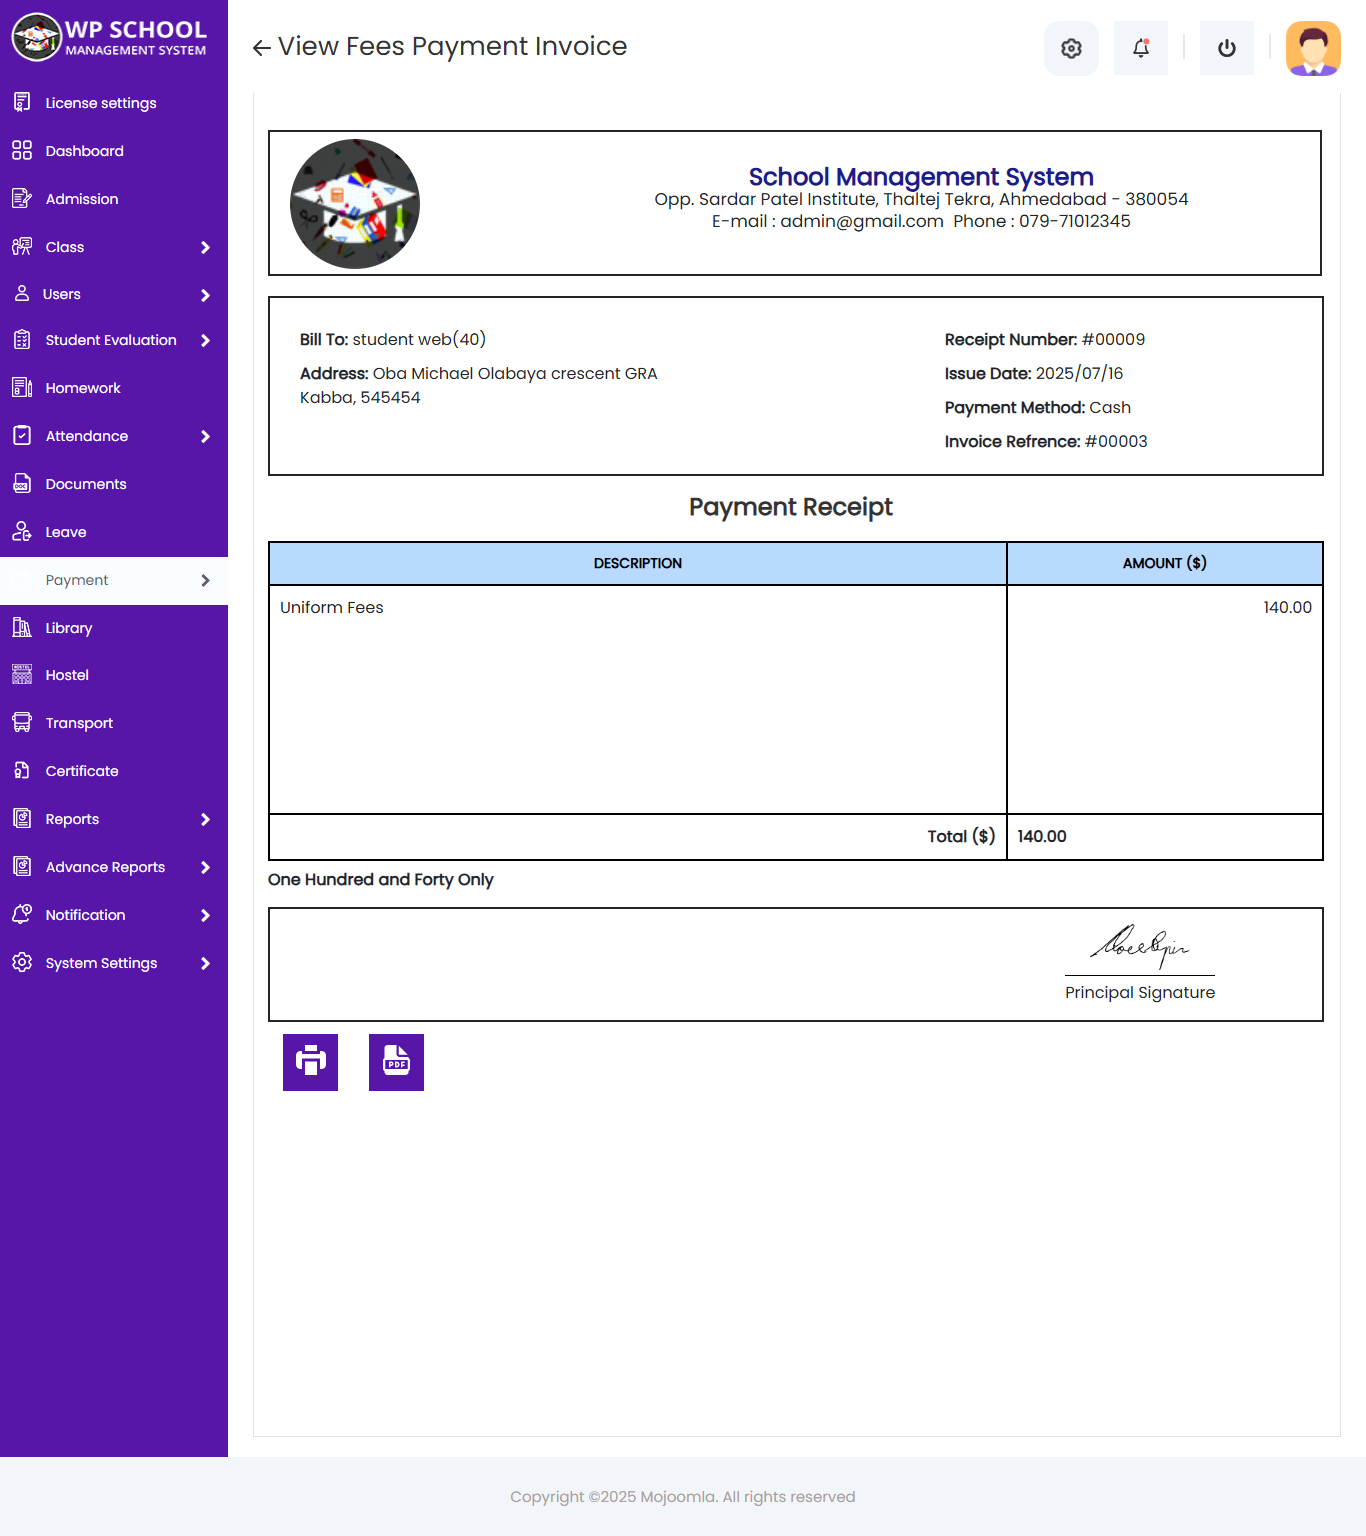 WP SCHOOL
MANAGEMENT SYSTEM
License settings
Dashboard
Admission
Class
Users
Student Evaluation
Homework
Attendance
Documents
Leave
Payment
Library
Hostel
Transport
Certificate
Reports
Advance Reports
Notification
System Settings
View Fees Payment Invoice
School Management System
Opp. Sardar Patel Institute, Thaltej Tekra, Ahmedabad - 380054
E-mail : admin@gmail.com Phone : 079-71012345
Bill To: student web(40)
Address: Oba Michael Olabaya crescent GRA
Kabba, 545454
Receipt Number: #00009
Issue Date: 2025/07/16
Payment Method: Cash
Invoice Refrence: #00003
Payment Receipt
DESCRIPTION AMOUNT ($)
Uniform Fees 140.00
Total ($) 140.00
One Hundred and Forty Only
Principal Signature
PDF
Copyright ©2025 Mojoomla. All rights reserved